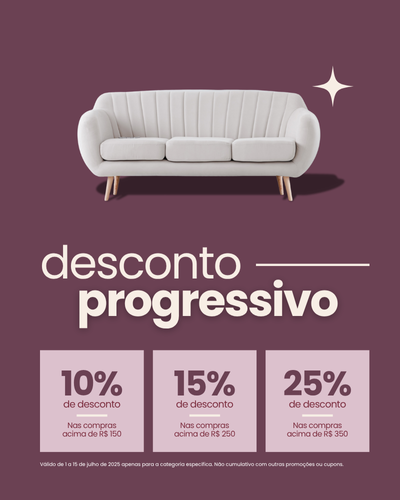 desconto
progressivo
10%
de desconto
Nas compras
acima de R$ 150
15%
de desconto
Nas compras
acima de R$ 250
25%
de desconto
Nas compras
acima de R$ 350
Válido de 1 a 15 de julho de 2025 apenas para a categoria específica. Não cumulativo com outras promoções ou cupons.